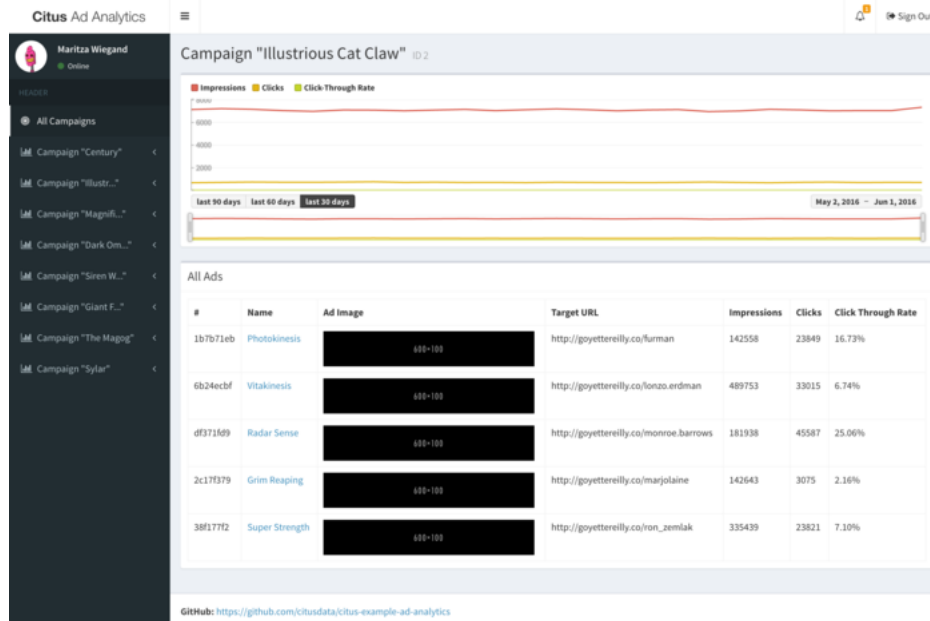 Citus Ad Analytics
Sign Ou
Maritza Wiegand
Online
HEADER
All Campaigns
Campaign "Century"
Campaign "Illustr..."
Campaign "Magnifi..."
Campaign "Dark Om..."
Campaign "Siren W..."
Campaign "Giant F..."
Campaign "The Magog"
Campaign "Sylar"
Campaign "Illustrious Cat Claw" ID 2
Impressions Clicks Click-Through Rate
8000
6000
4000
2000
last 90 days last 60 days last 30 days May 2, 2016 - Jun 1, 2016
All Ads
# Name Ad Image Target URL Impressions Clicks Click Through Rate
1b7b71eb Photokinesis 600×100 http://goyettereilly.co/furman 142558 23849 16.73%
6b24ecbf Vitakinesis 600×100 http://goyettereilly.co/lonzo.erdman 489753 33015 6.74%
df371fd9 Radar Sense 600×100 http://goyettereilly.co/monroe.barrows 181938 45587 25.06%
2c17f379 Grim Reaping 600×100 http://goyettereilly.co/marjolaine 142643 3075 2.16%
38f177f2 Super Strength 600×100 http://goyettereilly.co/ron_zemlak 335439 23821 7.10%
GitHub: https://github.com/citusdata/citus-example-ad-analytics